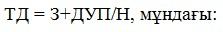 ТД = З+ДУП/Н, мұндағы: